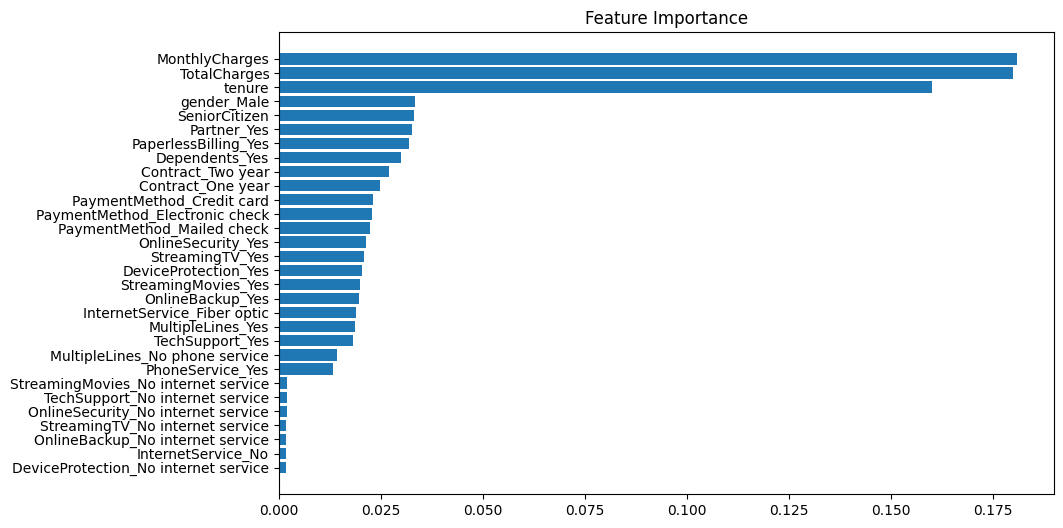 Feature Importance
MonthlyCharges
TotalCharges
tenure
gender_Male
SeniorCitizen
Partner_Yes
PaperlessBilling_Yes
Dependents_Yes
Contract_Two year
Contract_One year
PaymentMethod_Credit card
PaymentMethod_Electronic check
PaymentMethod_Mailed check
OnlineSecurity_Yes
StreamingTV_Yes
DeviceProtection_Yes
StreamingMovies_Yes
OnlineBackup_Yes
InternetService_Fiber optic
MultipleLines_Yes
TechSupport_Yes
MultipleLines_No phone service
PhoneService_Yes
StreamingMovies_No internet service
TechSupport_No internet service
OnlineSecurity_No internet service
StreamingTV_No internet service
OnlineBackup_No internet service
InternetService_No
DeviceProtection_No internet service
0.000 0.025 0.050 0.075 0.100 0.125 0.150 0.175